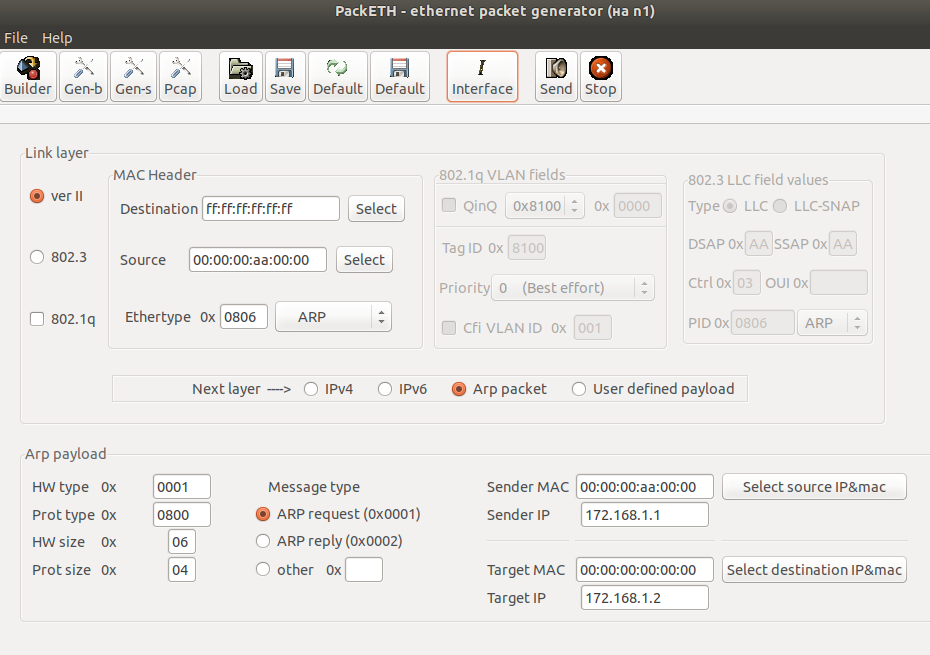 PackETH - ethernet packet generator (на n1)
File Help
Builder Gen-b Gen-s Pcap Load Save Default Default Interface Send Stop
Link layer
MAC Header 802.1q VLAN fields 802.3 LLC field values
ver II
Destination ff:ff:ff:ff:ff:ff Select QinQ 0x8100 0x 0000 Type LLC LLC-SNAP
Tag ID 0x 8100 DSAP 0x AA SSAP 0x AA
802.3 Source 00:00:00:aa:00:00 Select
Priority 0 (Best effort) Ctrl 0x 03 OUI 0x
802.1q Ethertype 0x 0806 ARP Cfi VLAN ID 0x 001 PID 0x 0806 ARP
Next layer ----> IPv4 IPv6 Arp packet User defined payload
Arp payload
HW type 0x 0001 Message type Sender MAC 00:00:00:aa:00:00 Select source IP&mac
Prot type 0x 0800 ARP request (0x0001) Sender IP 172.168.1.1
HW size 0x 06 ARP reply (0x0002)
Prot size 0x 04 other 0x Target MAC 00:00:00:00:00:00 Select destination IP&mac
Target IP 172.168.1.2